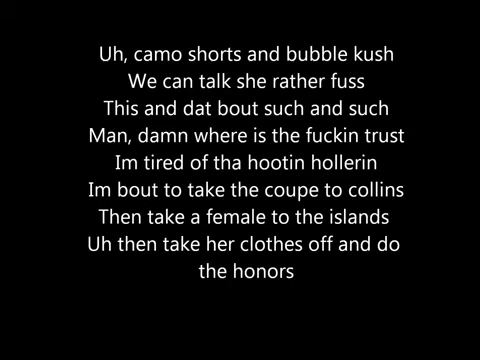 Uh, camo shorts and bubble kush
We can talk she rather fuss
This and dat bout such and such
Man, damn where is the fuckin trust
Im tired of tha hootin hollerin
Im bout to take the coupe to collins
Then take a female to the islands
Uh then take her clothes off and do
the honors